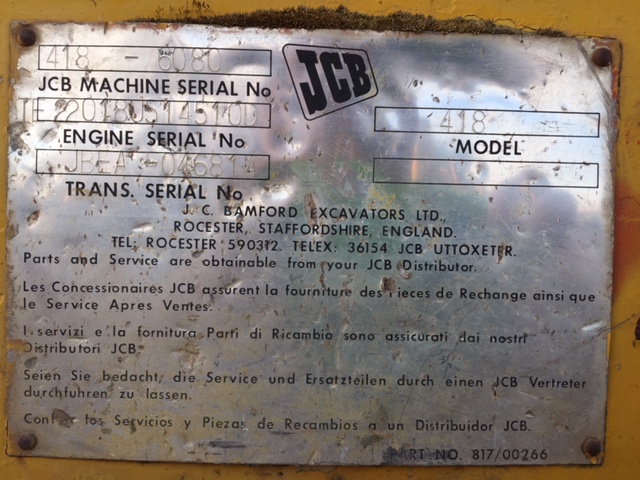 418 - 6080
JCB MACHINE SERIAL No
JCB
ENGINE SERIAL No
418
MODEL
TRANS. SERIAL No
J. C. BAMFORD EXCAVATORS LTD.,
ROCESTER, STAFFORDSHIRE, ENGLAND.
TEL: ROCESTER 590312. TELEX: 36154 JCB UTTOXETER.
Parts and Service are obtainable from your JCB Distributor.
Les Concessionaires JCB assurent la fourniture des Pieces de Rechange ainsi que
le Service Apres Ventes.
I servizi e la fornitura Parti di Ricambio sono assicurati dai nostri
Distributori JCB.
Seien Sie bedacht, die Service und Ersatzteilen durch einen JCB Vertreter
durchfuhren zu lassen.
los Servicios y Piezas de Recambios a un Distribuidor JCB.
PART NO. 817/00266